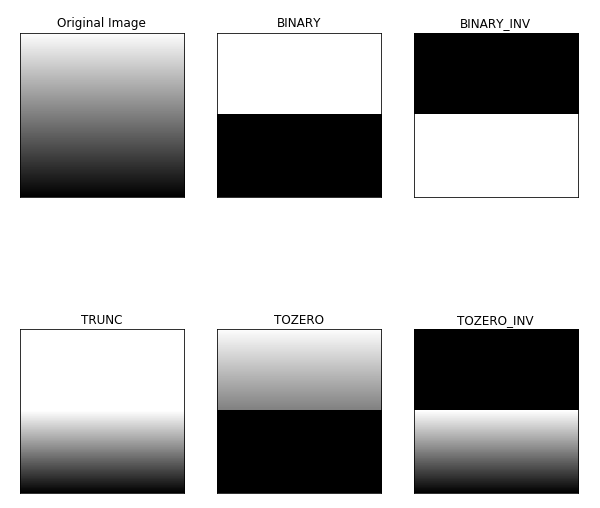 Original Image
BINARY
BINARY_INV
TRUNC
TOZERO
TOZERO_INV